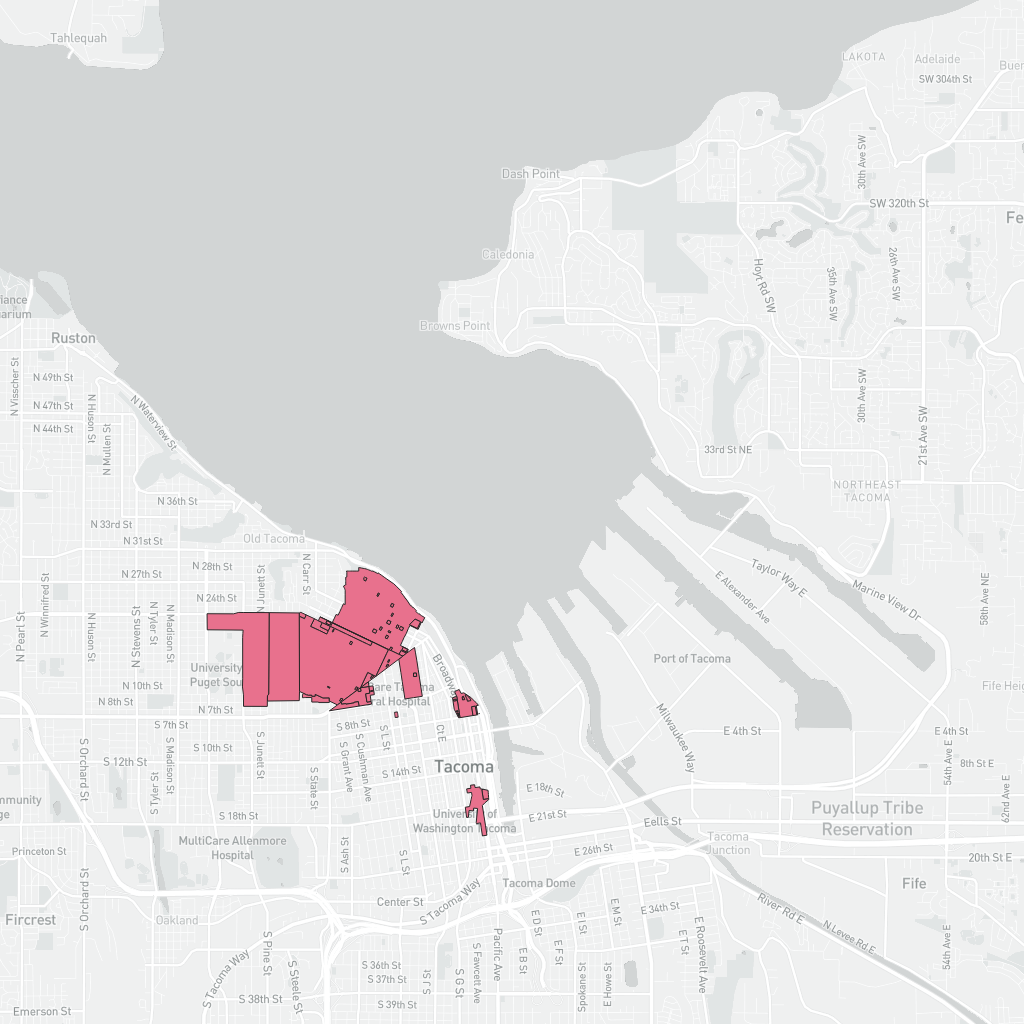 Tahlequah
LAKOTA
Adelaide
Buen
SW 304th St
30th Ave SW
Dash Point
SW 320th St
Fe
Caledonia
Hoyt Rd SW
35th Ave SW
26th Ave SW
iance
arium
Browns Point
Ruston
N Visscher St
N 49th St
N 47th St
N 44th St
N Huson St
N Mullen St
N Waterview St
30th Ave SW
21st Ave SW
33rd St NE
NORTHEAST
TACOMA
N 36th St
N 33rd St
N 31st St
Old Tacoma
N 28th St
N 27th St
N 24th St
N Carr St
N Junett St
N Pearl St
N Winnifred St
N Huson St
N Stevens St
N Tyler St
N Madison St
Taylor Way E
E Alexander Ave
Marine View Dr
58th Ave NE
University
Puget Sou
Port of Tacoma
Fife Heig
N 10th St
N 8th St
N 7th St
are Tacoma
ral Hospital
Broadwa
S 7th St
S 8th St
S L St
Ct E
Milwaukee Way
E 4th St
E 4th St
S Orchard St
S Madison St
S 10th St
S Junett St
S Grant Ave
S Cushman Ave
S 12th St
S Tyler St
S State St
S 14th St
Tacoma
54th Ave E
8th St E
62nd Ave E
mmunity
ge
S 18th St
E 18th St
University of
Washington Tacoma
E 21st St
Eells St
Puyallup Tribe
Reservation
MultiCare Allenmore
Hospital
S Ash St
S L St
E 26th St
Tacoma
Junction
Princeton St
20th St E
Tacoma Dome
Fife
S Orchard St
Center St
S Tacoma Way
Fircrest
Oakland
E D St
E I St
E M St
E 34th St
River Rd E
N Levee Rd E
S Tacoma Way
S Pine St
S Steele St
S 36th St
S 37th St
S 38th St
S 39th St
S J St
S G St
S Fawcett Ave
Pacific Ave
E B St
E F St
Spokane St
E Howe St
E T St
E Roosevelt Ave
54th Ave E
Emerson St